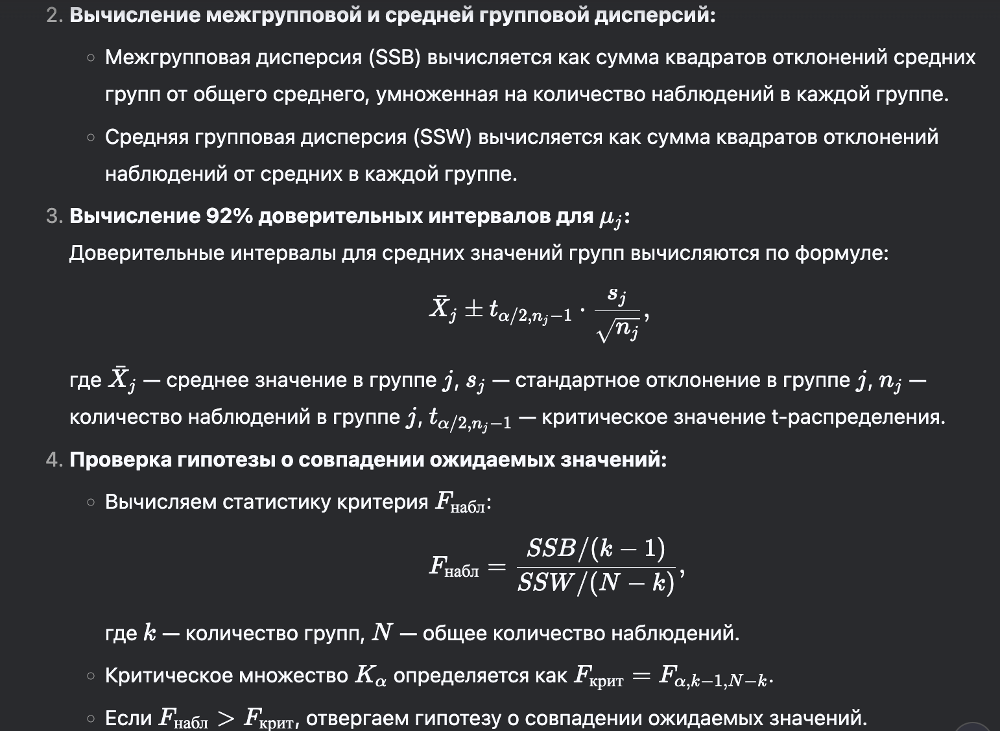 2. Вычисление межгрупповой и средней групповой дисперсий:
○ Межгрупповая дисперсия (SSB) вычисляется как сумма квадратов отклонений средних
групп от общего среднего, умноженная на количество наблюдений в каждой группе.
○ Средняя групповая дисперсия (SSW) вычисляется как сумма квадратов отклонений
наблюдений от средних в каждой группе.
3. Вычисление 92% доверительных интервалов для $\mu_j$:
Доверительные интервалы для средних значений групп вычисляются по формуле:
$\bar{X}_j \pm t_{\alpha/2,n_j-1} \cdot \frac{s_j}{\sqrt{n_j}},$
где $\bar{X}_j$ — среднее значение в группе $j$, $s_j$ — стандартное отклонение в группе $j$, $n_j$ —
количество наблюдений в группе $j$, $t_{\alpha/2,n_j-1}$ — критическое значение t-распределения.
4. Проверка гипотезы о совпадении ожидаемых значений:
○ Вычисляем статистику критерия $F_{\text{набл}}$:
$F_{\text{набл}} = \frac{SSB/(k-1)}{SSW/(N-k)},$
где $k$ — количество групп, $N$ — общее количество наблюдений.
○ Критическое множество $K_\alpha$ определяется как $F_{\text{крит}} = F_{\alpha,k-1,N-k}$.
○ Если $F_{\text{набл}} > F_{\text{крит}}$, отвергаем гипотезу о совпадении ожидаемых значений.